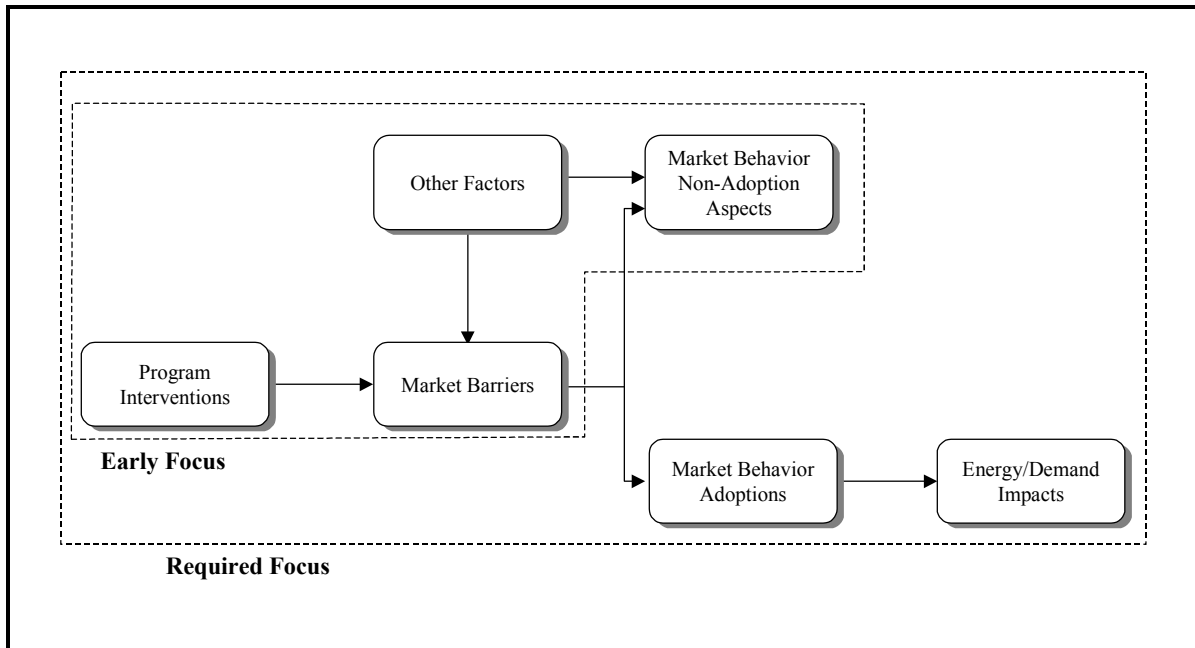 Other Factors
Market Behavior
Non-Adoption
Aspects
Program
Interventions
Market Barriers
Early Focus
Market Behavior
Adoptions
Energy/Demand
Impacts
Required Focus